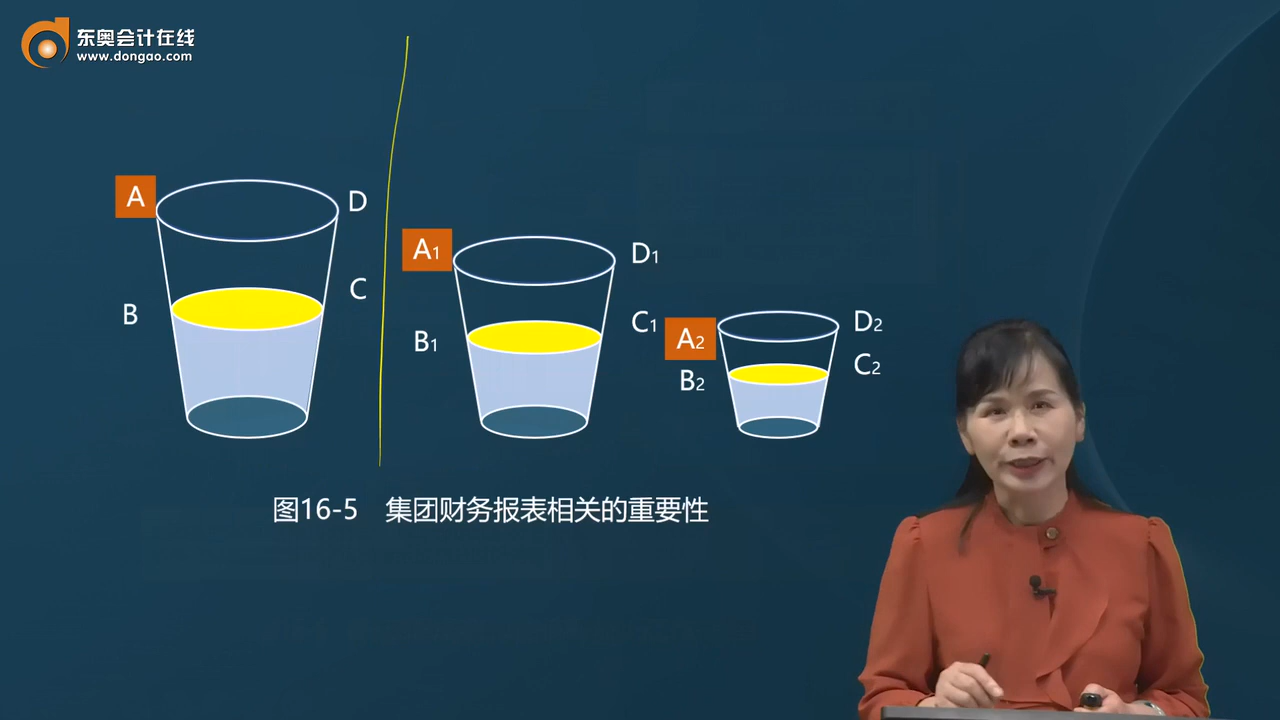 东奥会计在线
www.dongao.com
A
D
B
C
A1
D1
B1
C1
A2
D2
B2
C2
图16-5 集团财务报表相关的重要性